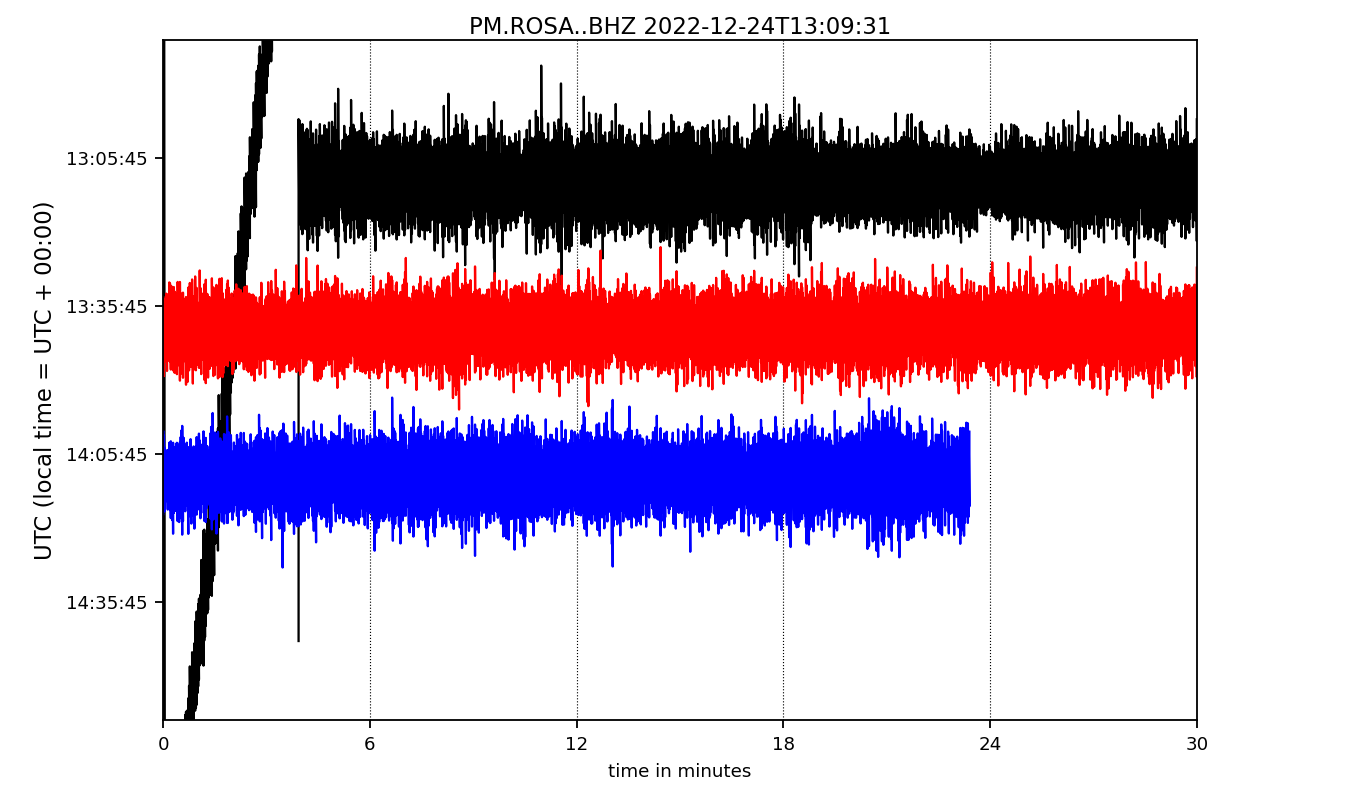 PM.ROSA..BHZ 2022-12-24T13:09:31
UTC (local time = UTC + 00:00)
13:05:45
13:35:45
14:05:45
14:35:45
0 6 12 18 24 30
time in minutes